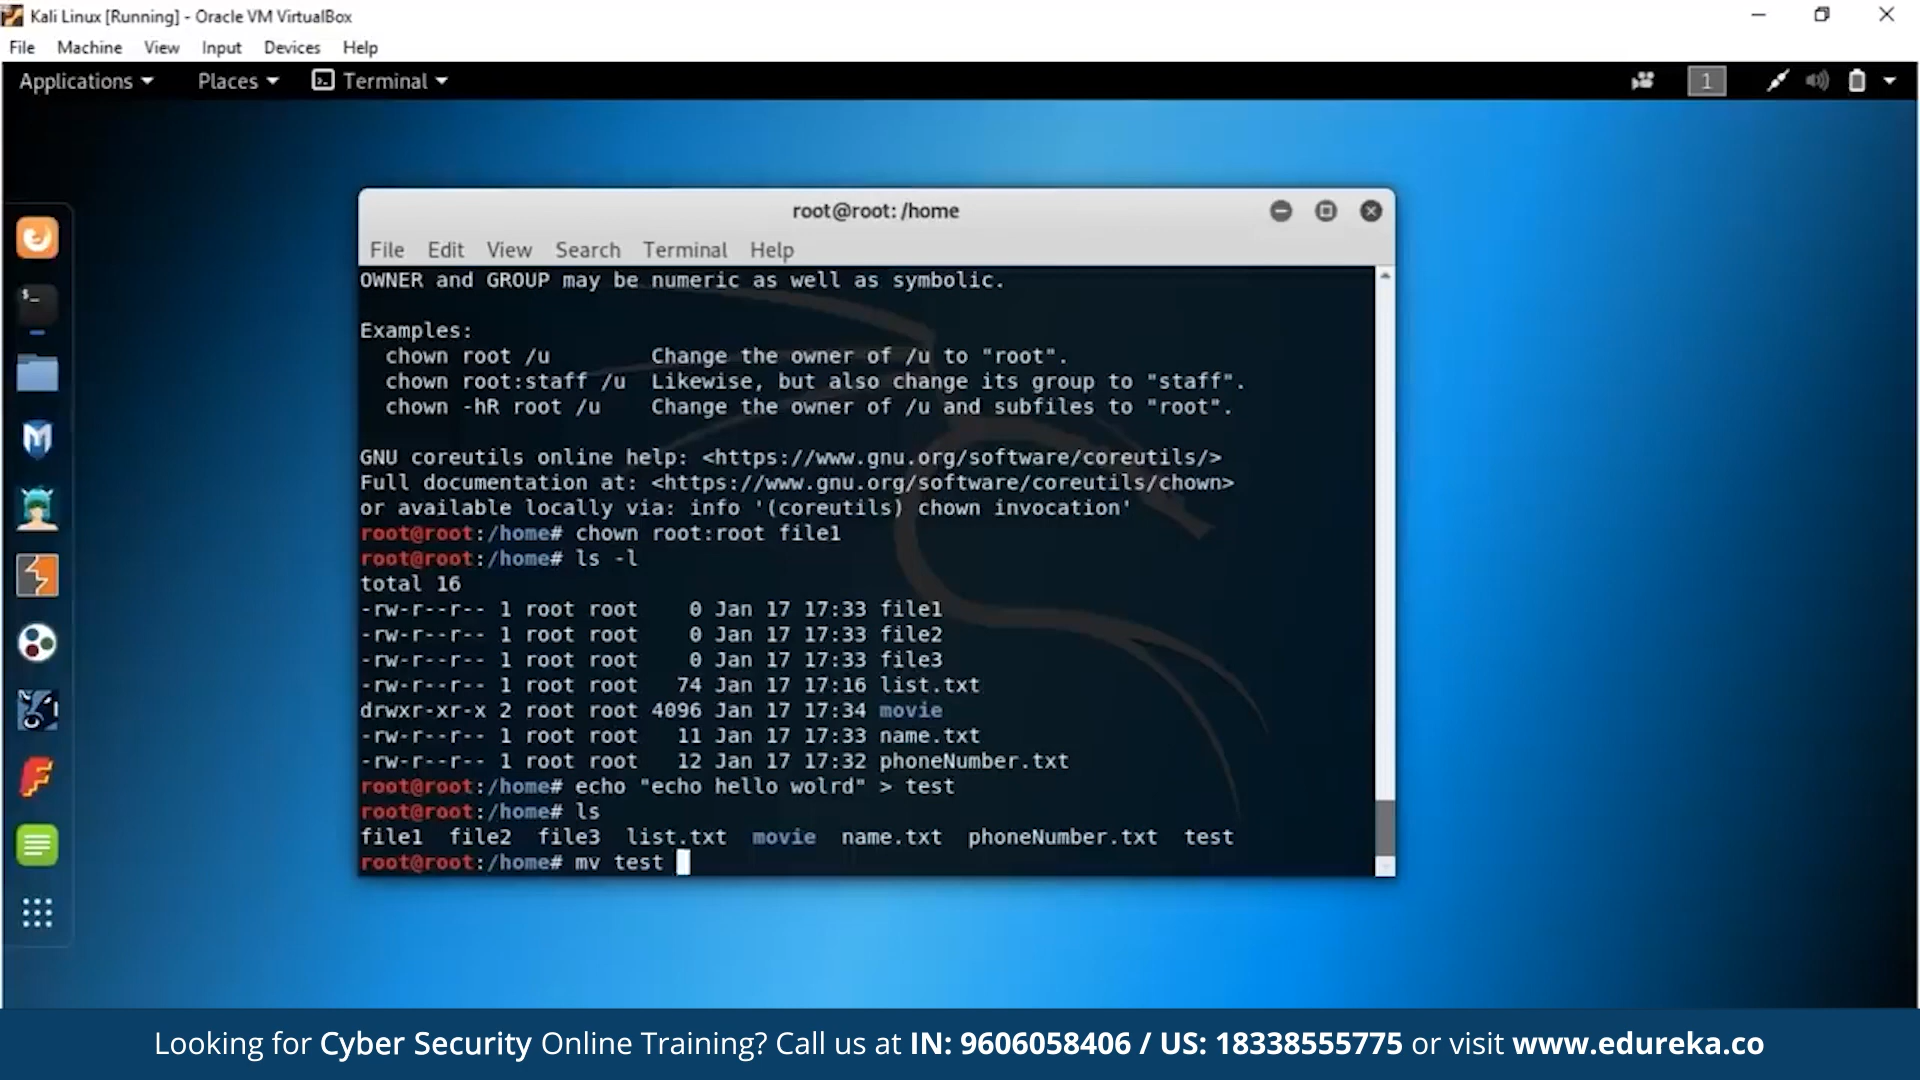 Kali Linux [Running] - Oracle VM VirtualBox
File Machine View Input Devices Help
Applications Places Terminal 1
root@root: /home
File Edit View Search Terminal Help
OWNER and GROUP may be numeric as well as symbolic.
Examples:
chown root /u Change the owner of /u to "root".
chown root:staff /u Likewise, but also change its group to "staff".
chown -hR root /u Change the owner of /u and subfiles to "root".
GNU coreutils online help: <https://www.gnu.org/software/coreutils/>
Full documentation at: <https://www.gnu.org/software/coreutils/chown>
or available locally via: info '(coreutils) chown invocation'
root@root:/home# chown root:root file1
root@root:/home# ls -l
total 16
-rw-r--r-- 1 root root 0 Jan 17 17:33 file1
-rw-r--r-- 1 root root 0 Jan 17 17:33 file2
-rw-r--r-- 1 root root 0 Jan 17 17:33 file3
-rw-r--r-- 1 root root 74 Jan 17 17:16 list.txt
drwxr-xr-x 2 root root 4096 Jan 17 17:34 movie
-rw-r--r-- 1 root root 11 Jan 17 17:33 name.txt
-rw-r--r-- 1 root root 12 Jan 17 17:32 phoneNumber.txt
root@root:/home# echo "echo hello wolrd" > test
root@root:/home# ls
file1 file2 file3 list.txt movie name.txt phoneNumber.txt test
root@root:/home# mv test
Looking for Cyber Security Online Training? Call us at IN: 9606058406 / US: 18338555775 or visit www.edureka.co